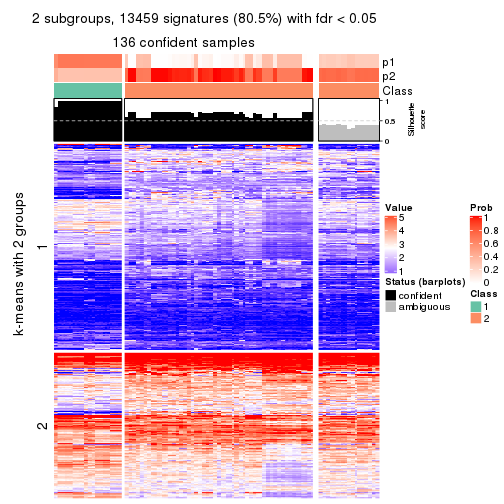 2 subgroups, 13459 signatures (80.5%) with fdr < 0.05
136 confident samples
p1
p2
Class
1
0.5
0
Silhouette
score
k-means with 2 groups
1
2
Value
5
4
3
2
1
Status (barplots)
confident
ambiguous
Prob
1
0.8
0.6
0.4
0.2
0
Class
1
2